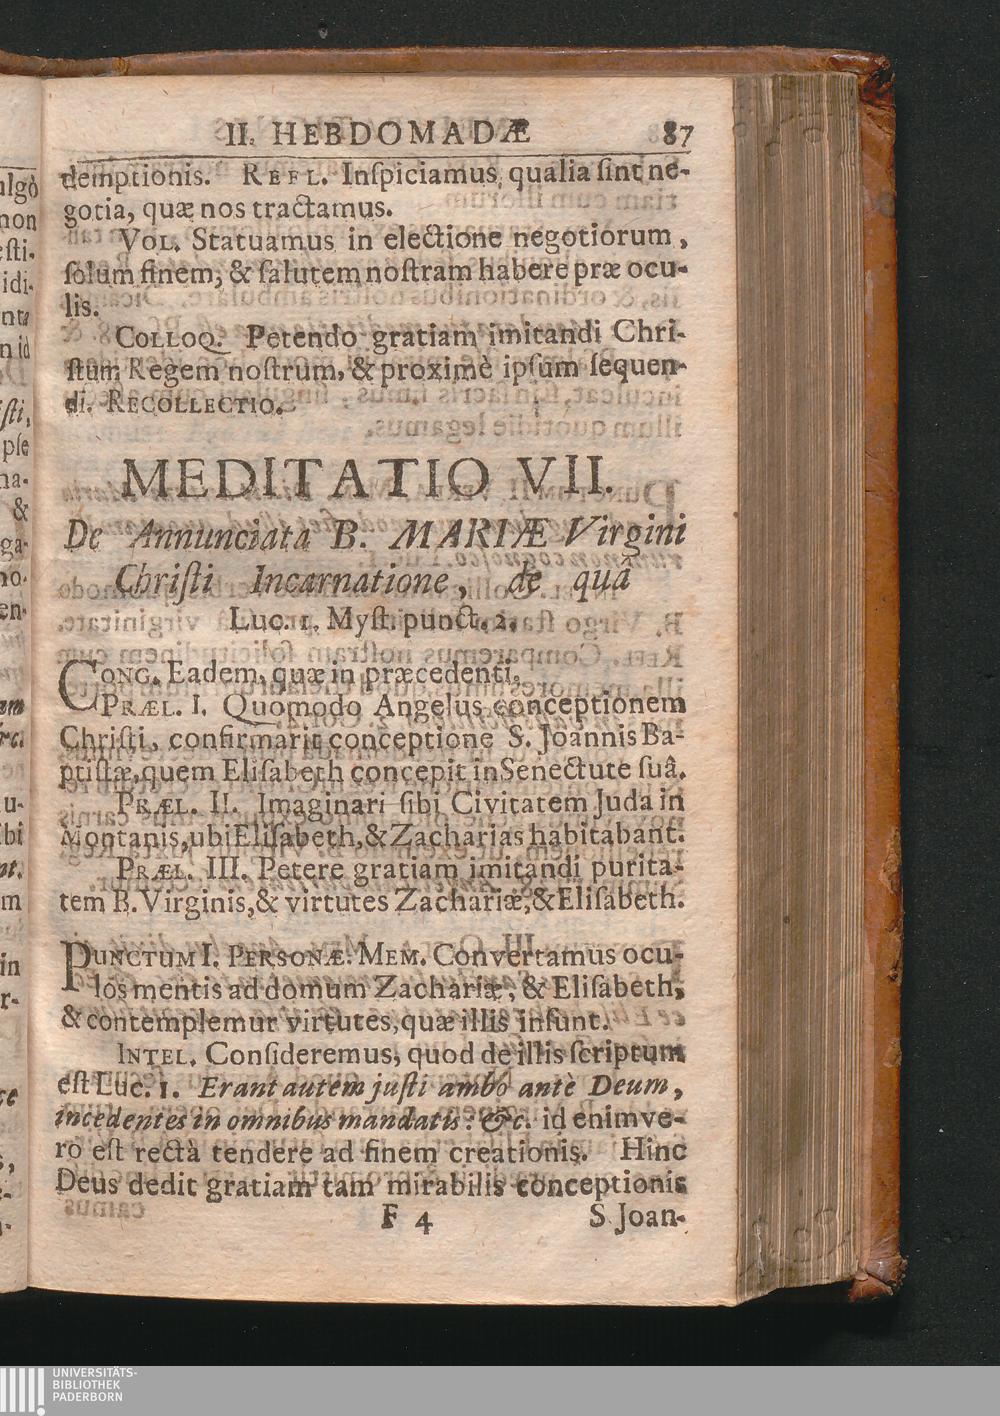 II. HEBDOMADÆ 87
demptionis. REFL. Inſpiciamus, qualia ſint ne-
gotia, quæ nos tractamus.
VOL. Statuamus in electione negotiorum,
ſolum finem, & ſalutem noſtram habere præ ocu-
lis.
COLLOQ. Petendo gratiam imitandi Chri-
ſtum Regem noſtrum, & proximè ipſum ſequen-
di. RECOLLECTIO.
MEDITATIO VII.
De Annunciata B. MARIÆ Virgini
Chriſti Incarnatione, de quâ
Luc. 1. Myſt. punct. 2.
CONG. Eadem, quæ in præcedenti.
PRÆL. I. Quomodo Angelus conceptionem
Chriſti, confirmarit conceptione S. Joannis Ba-
ptiſtæ, quem Eliſabeth concepit in Senectute ſuâ.
PRÆL. II. Imaginari ſibi Civitatem Juda in
Montanis, ubi Eliſabeth, & Zacharias habitabant.
PRÆL. III. Petere gratiam imitandi purita-
tem B. Virginis, & virtutes Zachariæ, & Eliſabeth.
PUNCTUM I. PERSONÆ. MEM. Convertamus ocu-
los mentis ad domum Zachariæ, & Eliſabeth,
& contemplemur virtutes, quæ illis inſunt.
INTEL. Conſideremus, quod de illis ſcriptum
eſt Luc. 1. Erant autem juſti ambo antè Deum,
incedentes in omnibus mandatis: &c. id enimve-
ro eſt rectà tendere ad finem creationis. Hinc
Deus dedit gratiam tam mirabilis conceptionis
F 4 S. Joan-
UNIVERSITÄTS-
BIBLIOTHEK
PADERBORN